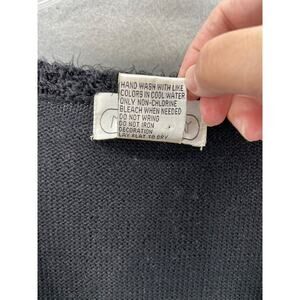 HAND WASH WITH LIKE
COLORS IN COOL WATER
ONLY NON-CHLORINE
BLEACH WHEN NEEDED
DO NOT WRING
DO NOT IRON
DECORATION
LAY FLAT TO DRY